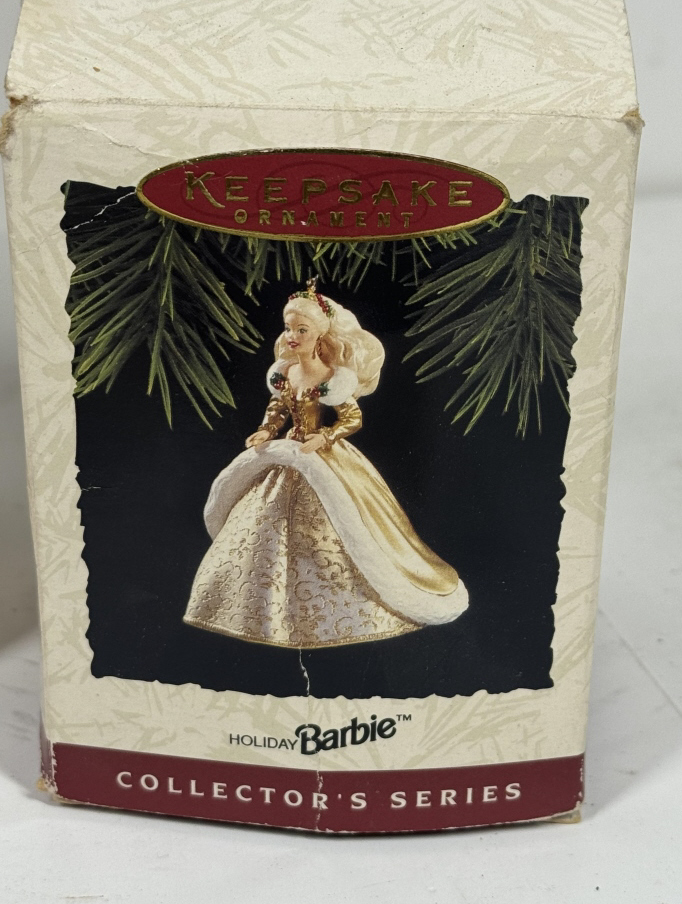 KEEPSAKE
ORNAMENT
HOLIDAY Barbie™
COLLECTOR'S SERIES